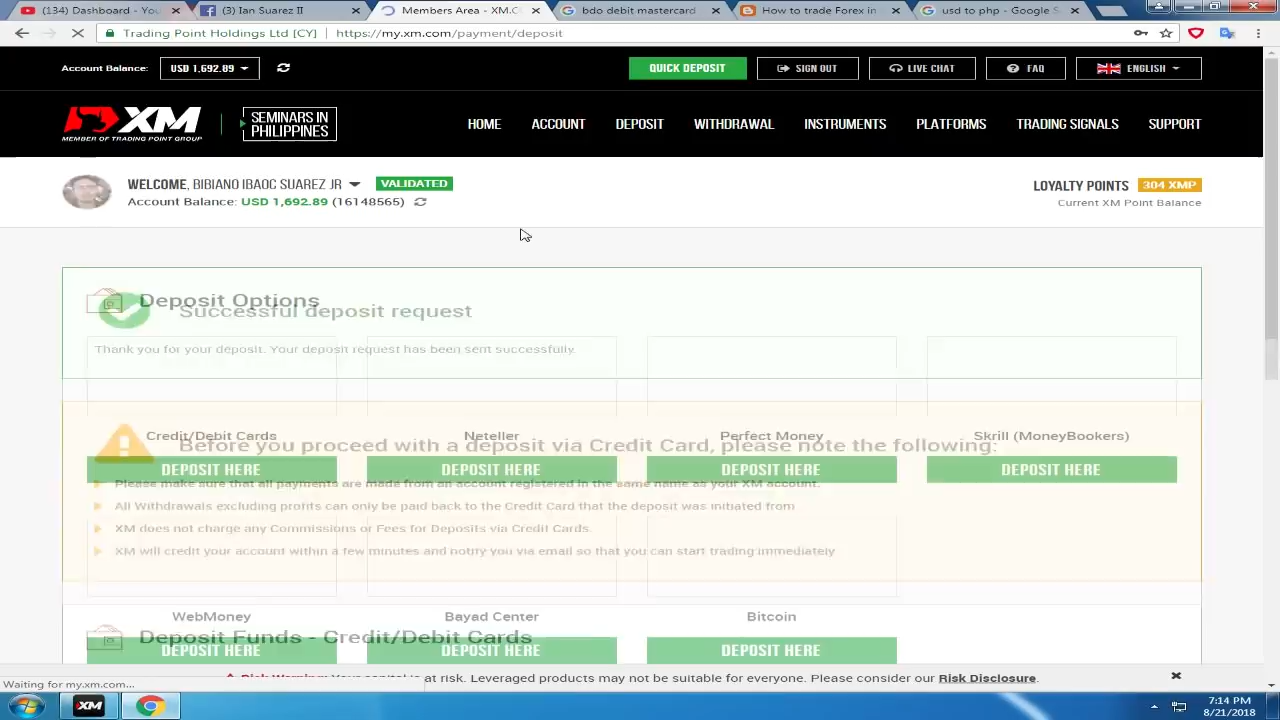 (134) Dashboard - You
(3) Ian Suarez II
Members Area - XM.C
bdo debit mastercard
How to trade Forex in
usd to php - Google S
Trading Point Holdings Ltd [CY] | https://my.xm.com/payment/deposit
Account Balance: USD 1,692.89
QUICK DEPOSIT
SIGN OUT
LIVE CHAT
FAQ
ENGLISH
XM
MEMBER OF TRADING POINT GROUP
SEMINARS IN
PHILIPPINES
HOME
ACCOUNT
DEPOSIT
WITHDRAWAL
INSTRUMENTS
PLATFORMS
TRADING SIGNALS
SUPPORT
WELCOME, BIBIANO IBAOC SUAREZ JR
VALIDATED
Account Balance: USD 1,692.89 (16148565)
LOYALTY POINTS 304 XMP
Current XM Point Balance
Deposit Options
Successful deposit request
Thank you for your deposit. Your deposit request has been sent successfully.
Credit/Debit Cards
Neteller
Perfect Money
Skrill (MoneyBookers)
Before you proceed with a deposit via Credit Card, please note the following:
DEPOSIT HERE
DEPOSIT HERE
DEPOSIT HERE
DEPOSIT HERE
Please make sure that all payments are made from an account registered in the same name as your XM account.
All Withdrawals excluding profits can only be paid back to the Credit Card that the deposit was initiated from
XM does not charge any Commissions or Fees for Deposits via Credit Cards.
XM will credit your account within a few minutes and notify you via email so that you can start trading immediately
WebMoney
Bayad Center
Bitcoin
Deposit Funds - Credit/Debit Cards
DEPOSIT HERE
DEPOSIT HERE
DEPOSIT HERE
Risk Warning: Your capital is at risk. Leveraged products may not be suitable for everyone. Please consider our Risk Disclosure.
Waiting for my.xm.com...
XM
7:14 PM
8/21/2018